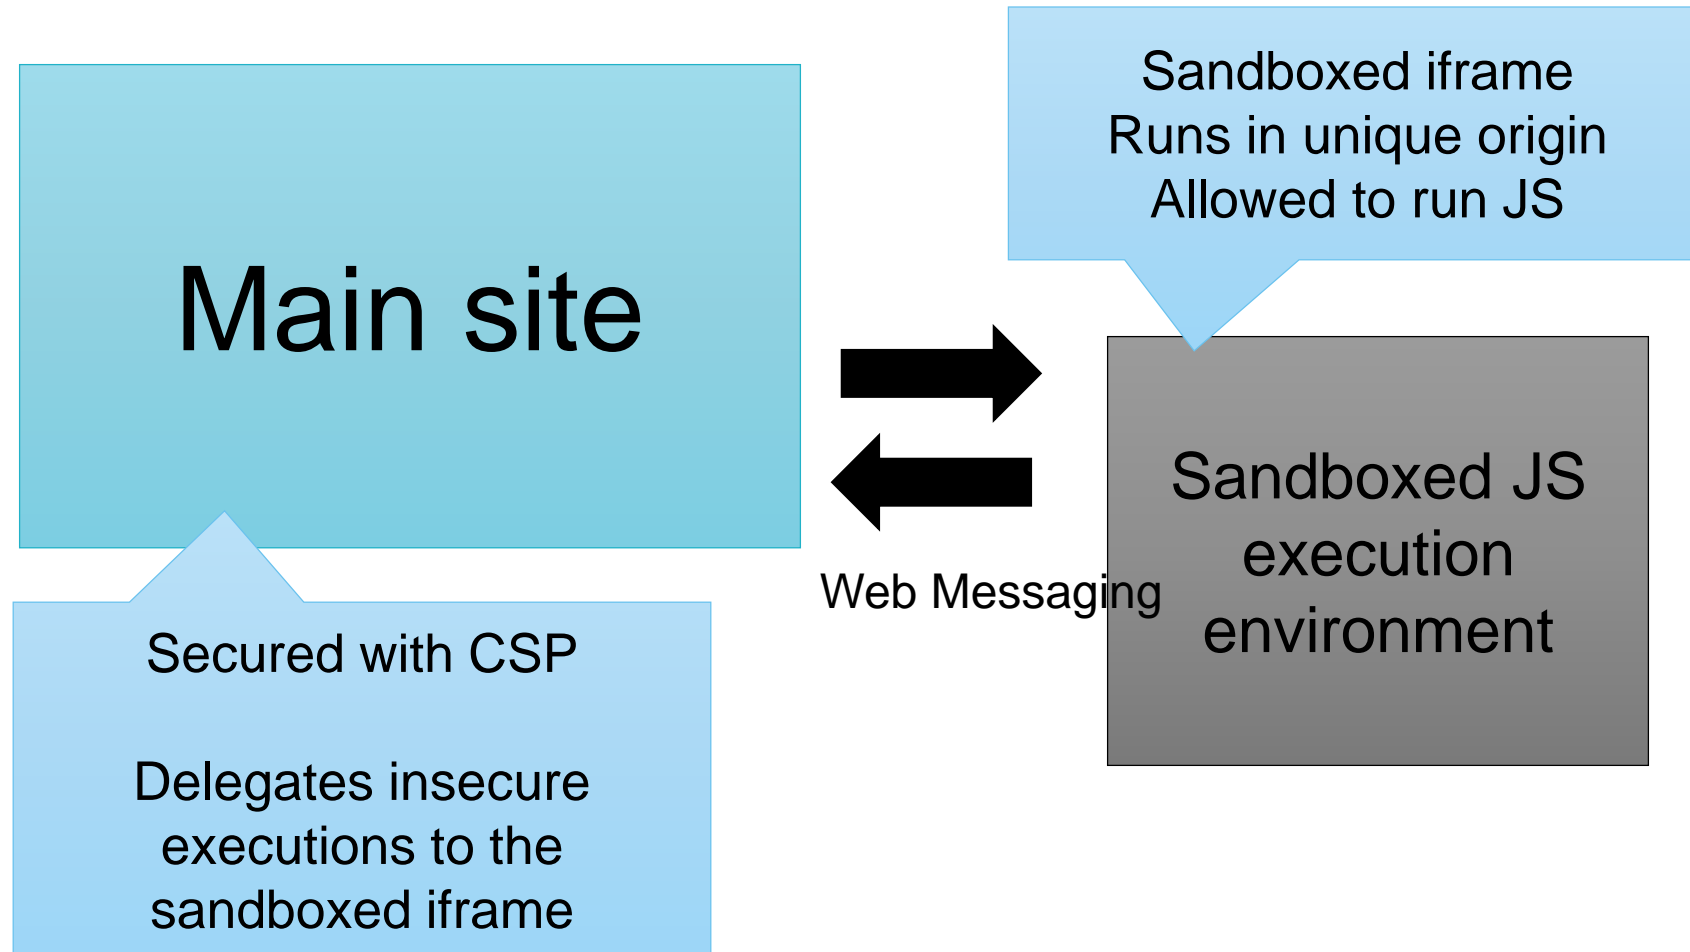 Main site
Sandboxed iframe
Runs in unique origin
Allowed to run JS
Web Messaging
Sandboxed JS
execution
environment
Secured with CSP
Delegates insecure
executions to the
sandboxed iframe